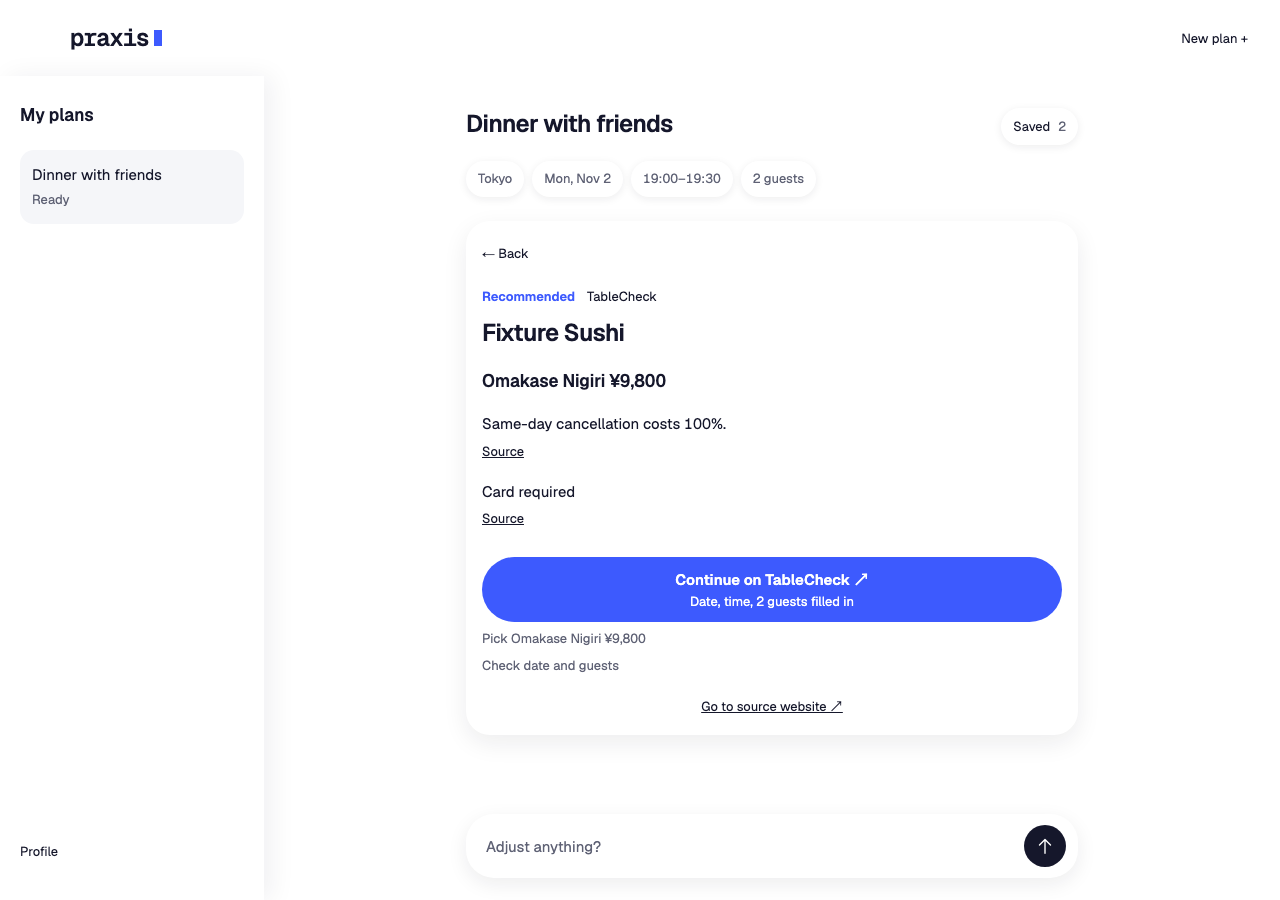 praxis
New plan +
My plans
Dinner with friends
Ready
Profile
Dinner with friends
Saved 2
Tokyo
Mon, Nov 2
19:00–19:30
2 guests
← Back
Recommended TableCheck
Fixture Sushi
Omakase Nigiri ¥9,800
Same-day cancellation costs 100%.
Source
Card required
Source
Continue on TableCheck ↗
Date, time, 2 guests filled in
Pick Omakase Nigiri ¥9,800
Check date and guests
Go to source website ↗
Adjust anything?